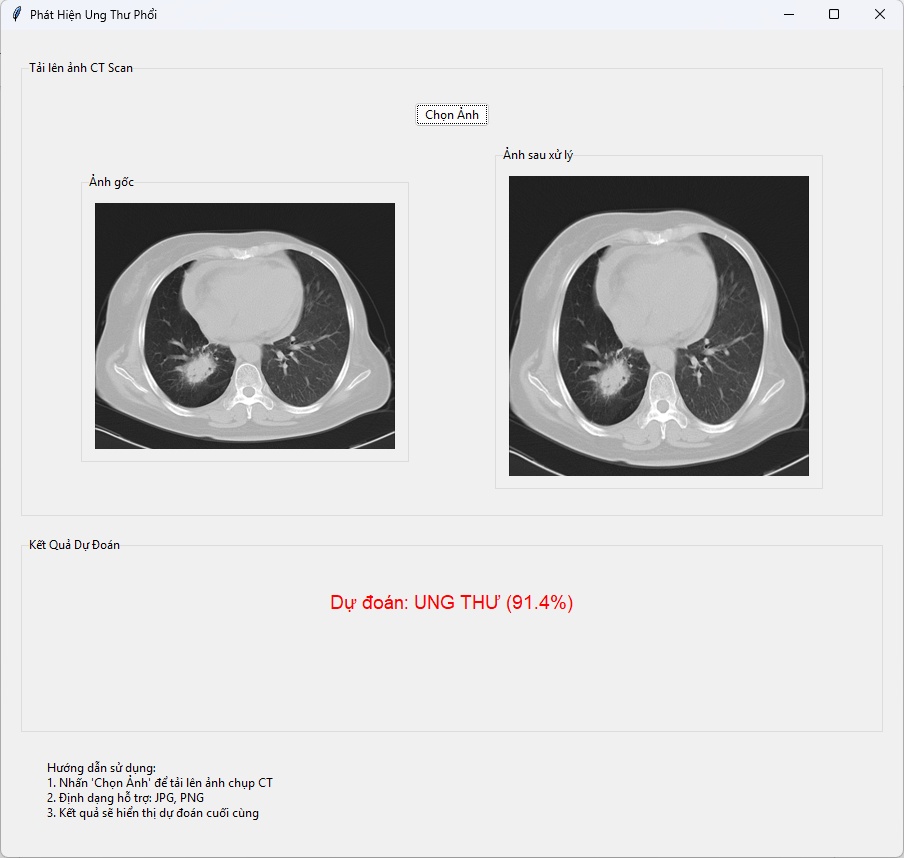 Phát Hiện Ung Thư Phổi
Tải lên ảnh CT Scan
Chọn Ảnh
Ảnh gốc
Ảnh sau xử lý
Kết Quả Dự Đoán
Dự đoán: UNG THƯ (91.4%)
Hướng dẫn sử dụng:
1. Nhấn 'Chọn Ảnh' để tải lên ảnh chụp CT
2. Định dạng hỗ trợ: JPG, PNG
3. Kết quả sẽ hiển thị dự đoán cuối cùng